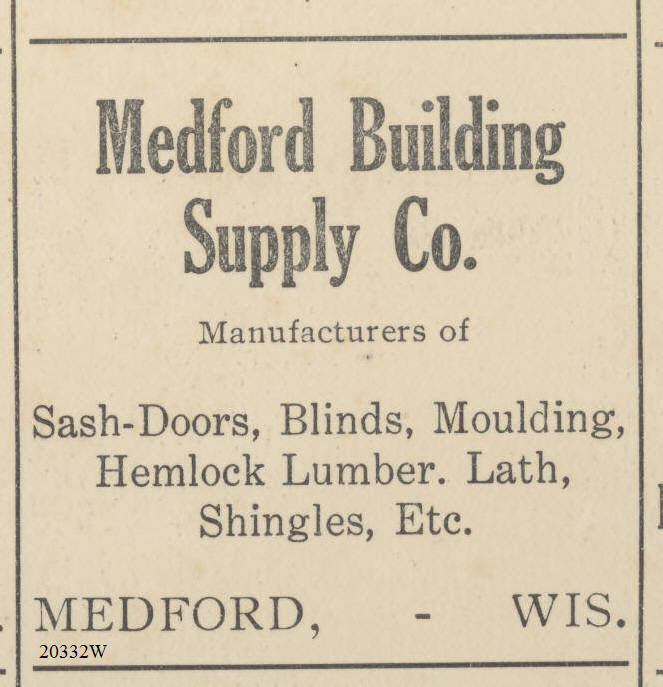 Medford Building
Supply Co.
Manufacturers of
Sash-Doors, Blinds, Moulding,
Hemlock Lumber. Lath,
Shingles, Etc.
MEDFORD, - WIS.
20332W